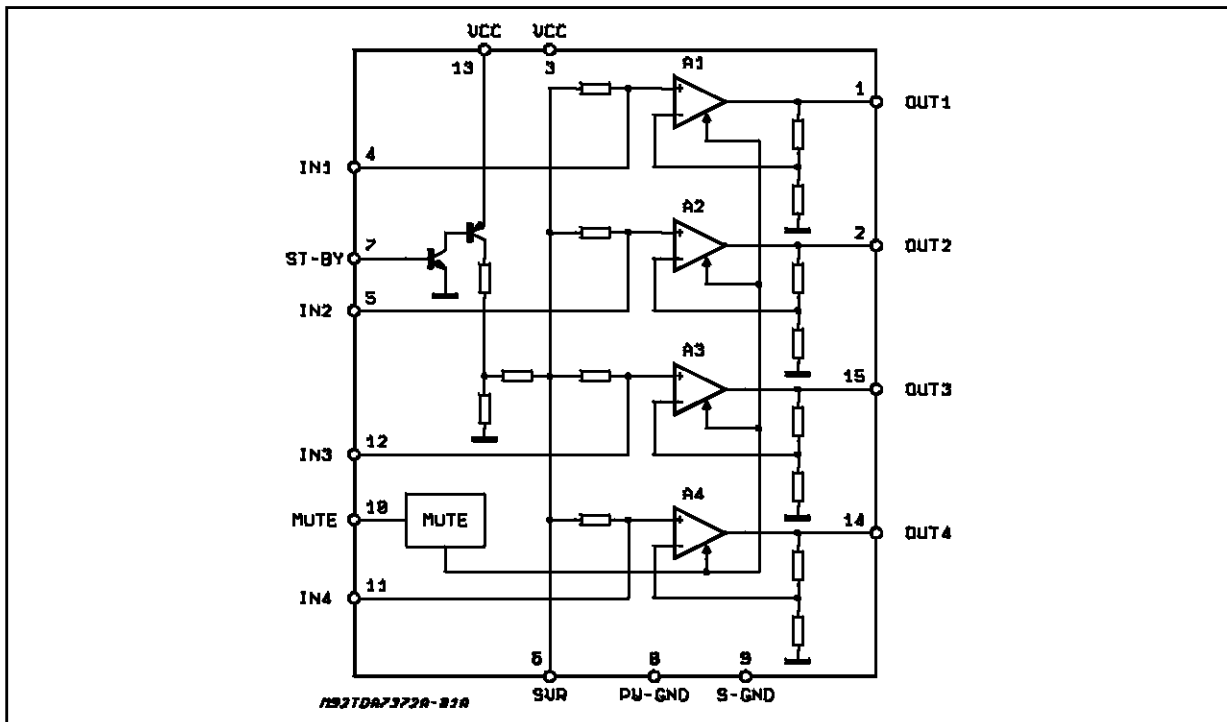 VCC VCC
13 3
A1
1 OUT1
4
IN1
A2
2 OUT2
7
ST-BY
5
IN2
A3
15 OUT3
12
IN3
A4
10
MUTE MUTE
14 OUT4
11
IN4
6 8 9
SVR PW-GND S-GND
M92TDA7372A-01A